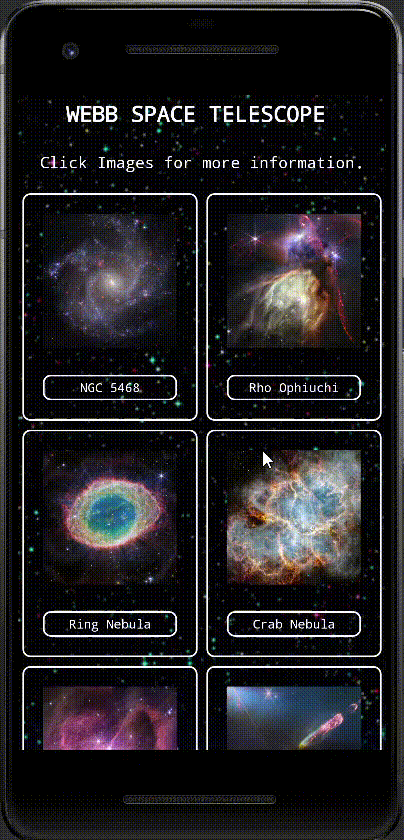 WEBB SPACE TELESCOPE
Click Images for more information.
NGC 5468
Rho Ophiuchi
Ring Nebula
Crab Nebula